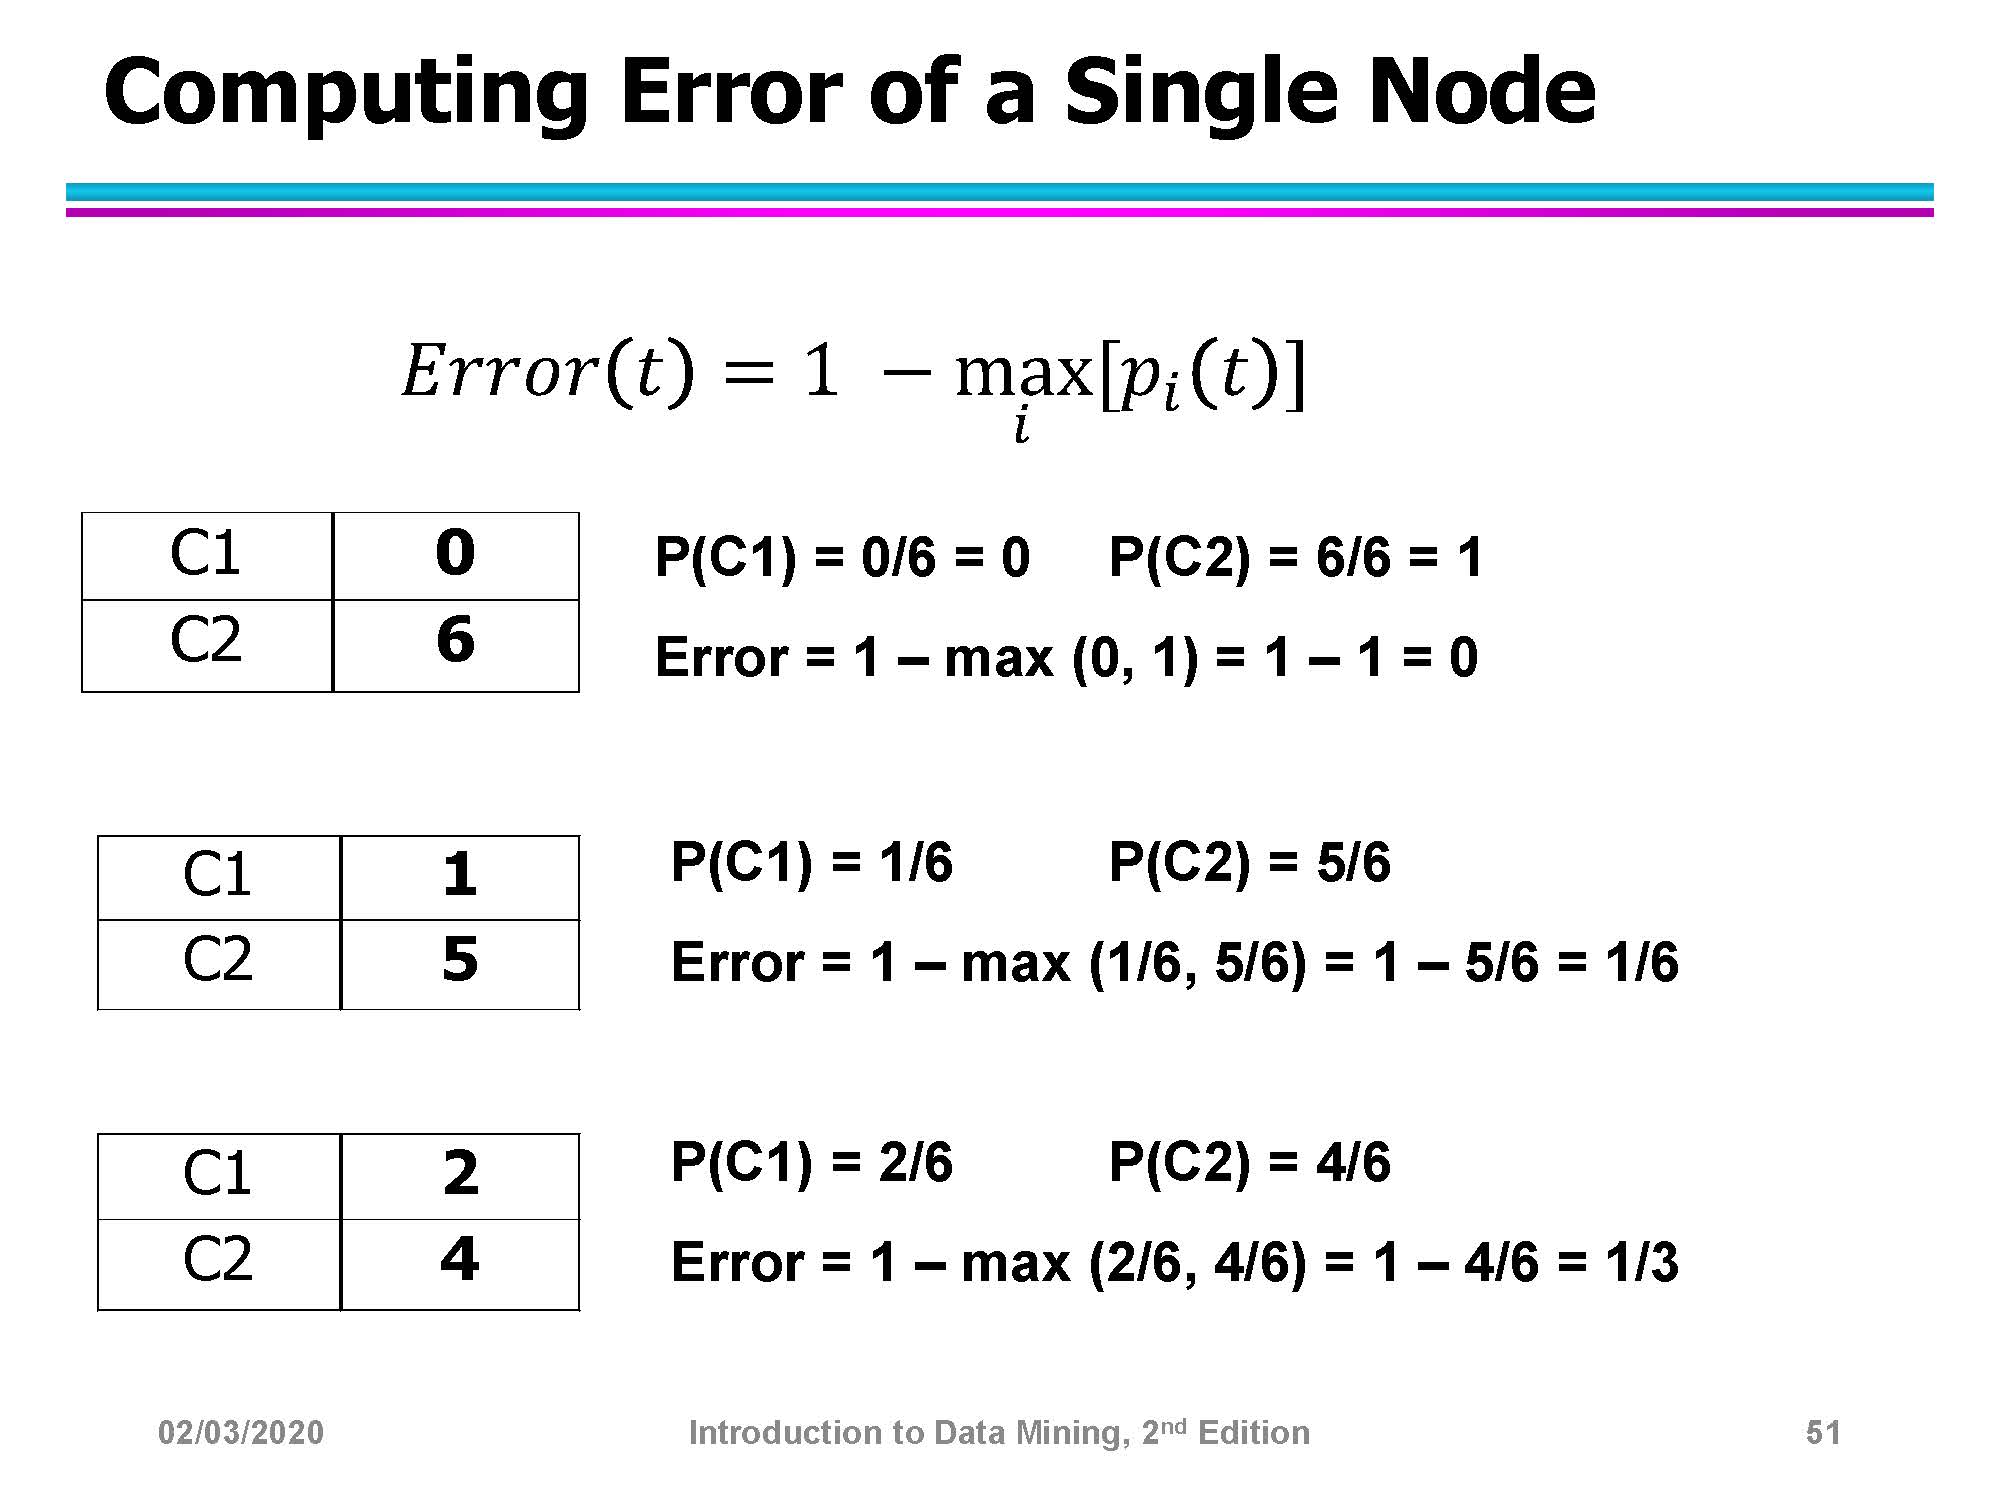 Computing Error of a Single Node
𝐸𝑟𝑟𝑜𝑟(𝑡) = 1 − max[𝑝𝑖(𝑡)]
𝑖
C1 0
C2 6
P(C1) = 0/6 = 0 P(C2) = 6/6 = 1
Error = 1 – max (0, 1) = 1 – 1 = 0
C1 1
C2 5
P(C1) = 1/6 P(C2) = 5/6
Error = 1 – max (1/6, 5/6) = 1 – 5/6 = 1/6
C1 2
C2 4
P(C1) = 2/6 P(C2) = 4/6
Error = 1 – max (2/6, 4/6) = 1 – 4/6 = 1/3
02/03/2020 Introduction to Data Mining, 2nd Edition 51